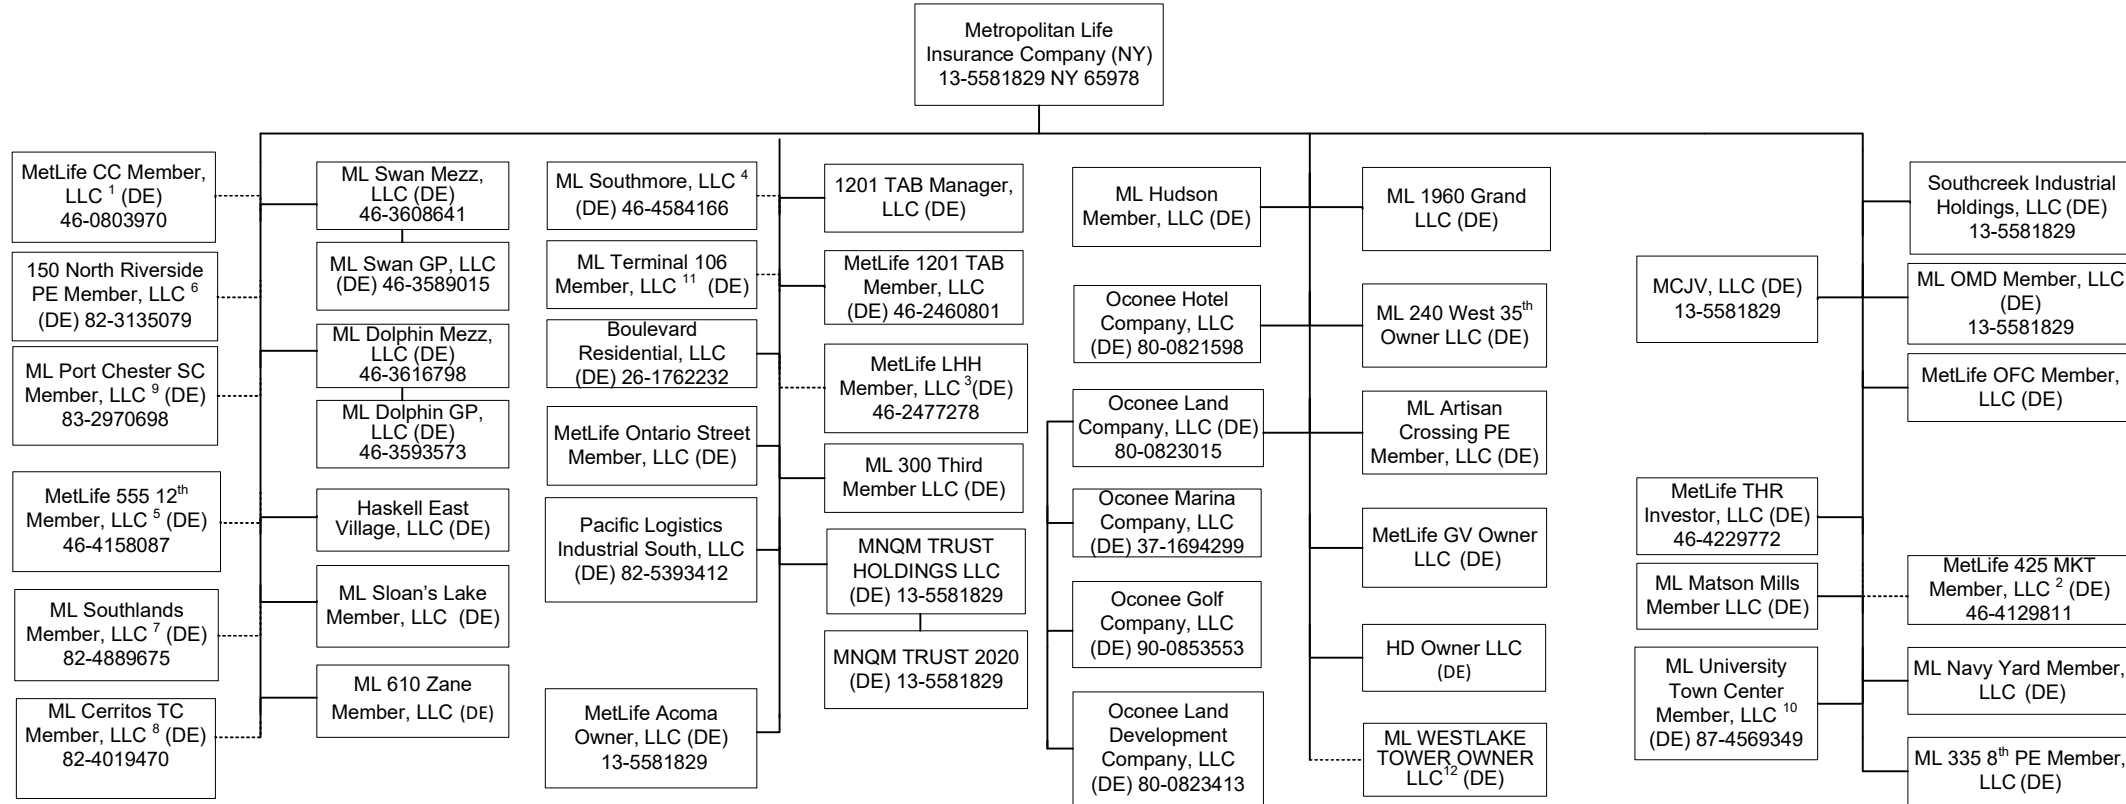 Metropolitan Life
Insurance Company (NY)
13-5581829 NY 65978
MetLife CC Member,
LLC 1 (DE)
46-0803970
150 North Riverside
PE Member, LLC 6
(DE) 82-3135079
ML Port Chester SC
Member, LLC 9 (DE)
83-2970698
MetLife 555 12th
Member, LLC 5 (DE)
46-4158087
ML Southlands
Member, LLC 7 (DE)
82-4889675
ML Cerritos TC
Member, LLC 8 (DE)
82-4019470
ML Swan Mezz,
LLC (DE)
46-3608641
ML Swan GP, LLC
(DE) 46-3589015
ML Dolphin Mezz,
LLC (DE)
46-3616798
ML Dolphin GP,
LLC (DE)
46-3593573
Haskell East
Village, LLC (DE)
ML Sloan's Lake
Member, LLC (DE)
ML 610 Zane
Member, LLC (DE)
ML Southmore, LLC 4
(DE) 46-4584166
ML Terminal 106
Member, LLC 11 (DE)
Boulevard
Residential, LLC
(DE) 26-1762232
MetLife Ontario Street
Member, LLC (DE)
Pacific Logistics
Industrial South, LLC
(DE) 82-5393412
MetLife Acoma
Owner, LLC (DE)
13-5581829
1201 TAB Manager,
LLC (DE)
MetLife 1201 TAB
Member, LLC
(DE) 46-2460801
MetLife LHH
Member, LLC 3(DE)
46-2477278
ML 300 Third
Member LLC (DE)
MNQM TRUST
HOLDINGS LLC
(DE) 13-5581829
MNQM TRUST 2020
(DE) 13-5581829
ML Hudson
Member, LLC (DE)
Oconee Hotel
Company, LLC
(DE) 80-0821598
Oconee Land
Company, LLC (DE)
80-0823015
Oconee Marina
Company, LLC
(DE) 37-1694299
Oconee Golf
Company, LLC
(DE) 90-0853553
Oconee Land
Development
Company, LLC
(DE) 80-0823413
ML 1960 Grand
LLC (DE)
ML 240 West 35th
Owner LLC (DE)
ML Artisan
Crossing PE
Member, LLC (DE)
MetLife GV Owner
LLC (DE)
HD Owner LLC
(DE)
ML WESTLAKE
TOWER OWNER
LLC12 (DE)
MCJV, LLC (DE)
13-5581829
MetLife THR
Investor, LLC (DE)
46-4229772
ML Matson Mills
Member LLC (DE)
ML University
Town Center
Member, LLC 10
(DE) 87-4569349
Southcreek Industrial
Holdings, LLC (DE)
13-5581829
ML OMD Member, LLC
(DE)
13-5581829
MetLife OFC Member,
LLC (DE)
MetLife 425 MKT
Member, LLC 2 (DE)
46-4129811
ML Navy Yard Member,
LLC (DE)
ML 335 8th PE Member,
LLC (DE)